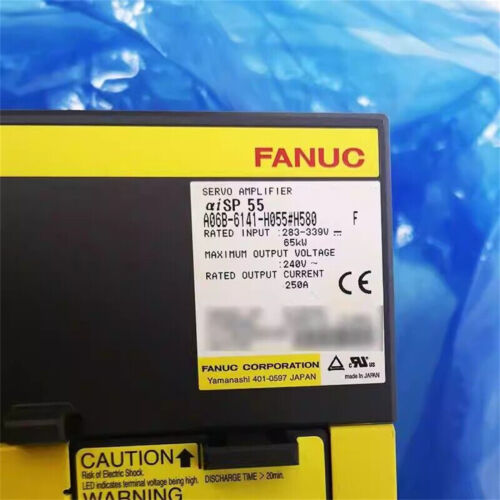 FANUC
SERVO AMPLIFIER
αiSP 55
A06B-6141-H055#H580 F
RATED INPUT :283-339V ⎓
65kW
MAXIMUM OUTPUT VOLTAGE
:240V ~
RATED OUTPUT CURRENT
250A
CE
FANUC CORPORATION
Yamanashi 401-0597 JAPAN
c RU us
made in JAPAN
CAUTION
Risk of Electric Shock.
LED indicates terminal voltage being high. DISCHARGE TIME > 20min.
WARNING